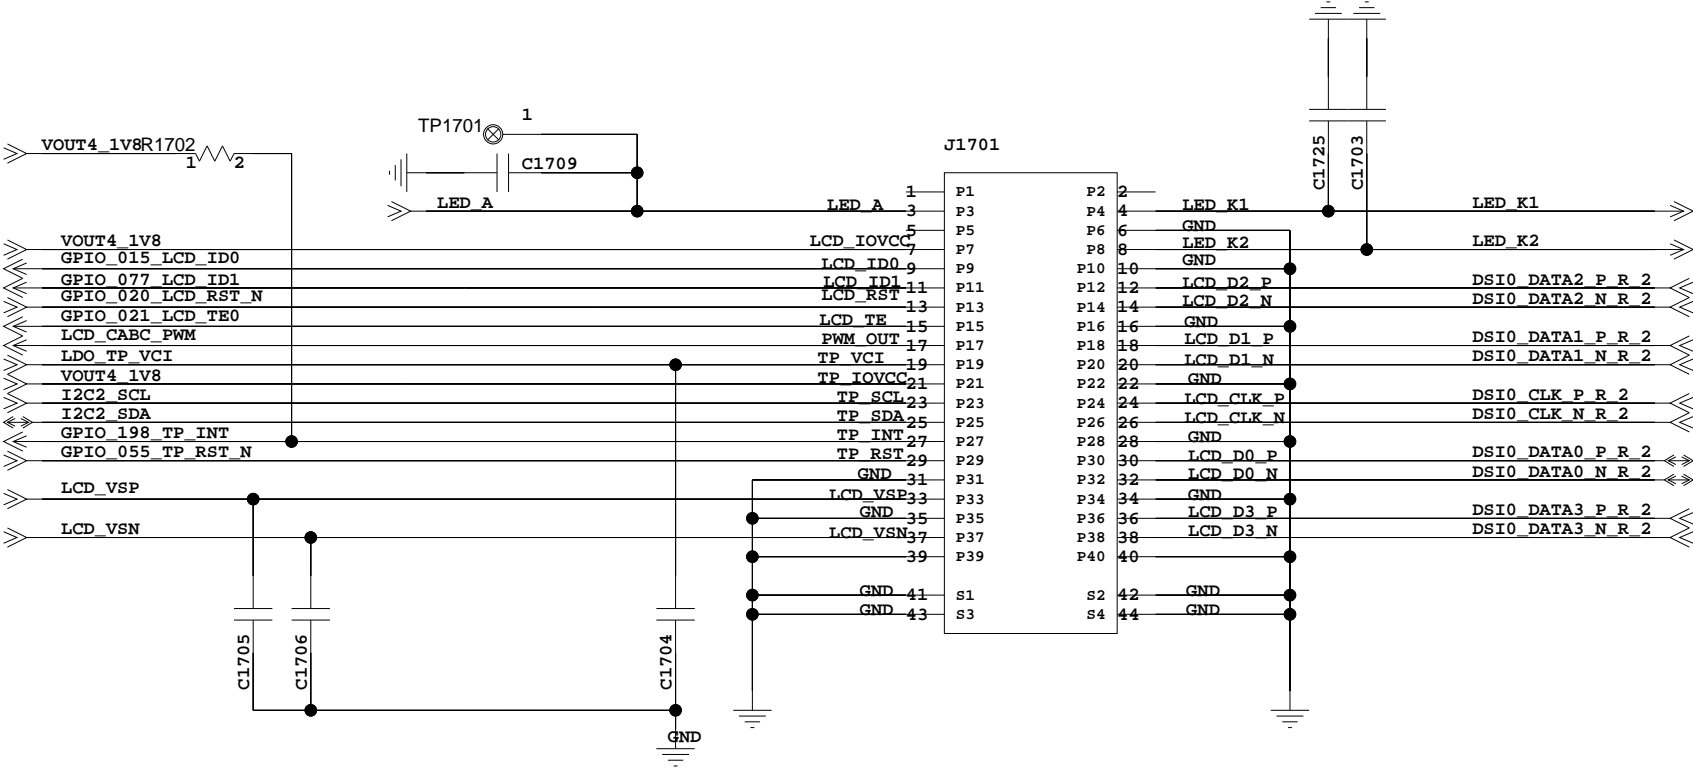 TP1701 1
VOUT4_1V8 R1702
1 2
C1709
J1701
C1725
C1703
1 P1 P2 2
LED_A LED_A 3 P3 P4 4 LED_K1 LED_K1
5 P5 P6 6 GND
VOUT4_1V8 LCD_IOVCC 7 P7 P8 8 LED_K2 LED_K2
GPIO_015_LCD_ID0 LCD_ID0 9 P9 P10 10 GND
GPIO_077_LCD_ID1 LCD_ID1 11 P11 P12 12 LCD_D2_P DSI0_DATA2_P_R_2
GPIO_020_LCD_RST_N LCD_RST 13 P13 P14 14 LCD_D2_N DSI0_DATA2_N_R_2
GPIO_021_LCD_TE0 LCD_TE 15 P15 P16 16 GND
LCD_CABC_PWM PWM_OUT 17 P17 P18 18 LCD_D1_P DSI0_DATA1_P_R_2
LDO_TP_VCI TP_VCI 19 P19 P20 20 LCD_D1_N DSI0_DATA1_N_R_2
VOUT4_1V8 TP_IOVCC 21 P21 P22 22 GND
I2C2_SCL TP_SCL 23 P23 P24 24 LCD_CLK_P DSI0_CLK_P_R_2
I2C2_SDA TP_SDA 25 P25 P26 26 LCD_CLK_N DSI0_CLK_N_R_2
GPIO_198_TP_INT TP_INT 27 P27 P28 28 GND
GPIO_055_TP_RST_N TP_RST 29 P29 P30 30 LCD_D0_P DSI0_DATA0_P_R_2
GND 31 P31 P32 32 LCD_D0_N DSI0_DATA0_N_R_2
LCD_VSP LCD_VSP 33 P33 P34 34 GND
GND 35 P35 P36 36 LCD_D3_P DSI0_DATA3_P_R_2
LCD_VSN LCD_VSN 37 P37 P38 38 LCD_D3_N DSI0_DATA3_N_R_2
39 P39 P40 40
GND 41 S1 S2 42 GND
GND 43 S3 S4 44 GND
C1705
C1706
C1704
GND